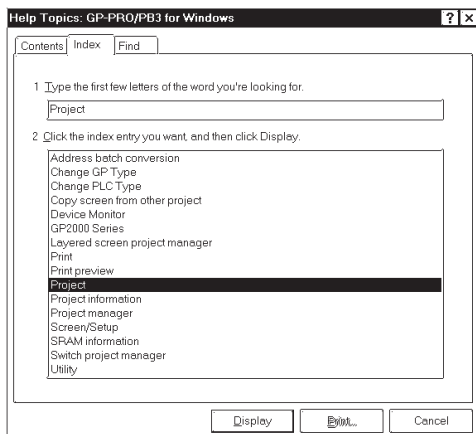 Help Topics: GP-PRO/PB3 for Windows
Contents Index Find
1 Type the first few letters of the word you're looking for.
Project
2 Click the index entry you want, and then click Display.
Address batch conversion
Change GP Type
Change PLC Type
Copy screen from other project
Device Monitor
GP2000 Series
Layered screen project manager
Print
Print preview
Project
Project information
Project manager
Screen/Setup
SRAM information
Switch project manager
Utility
Display Print... Cancel